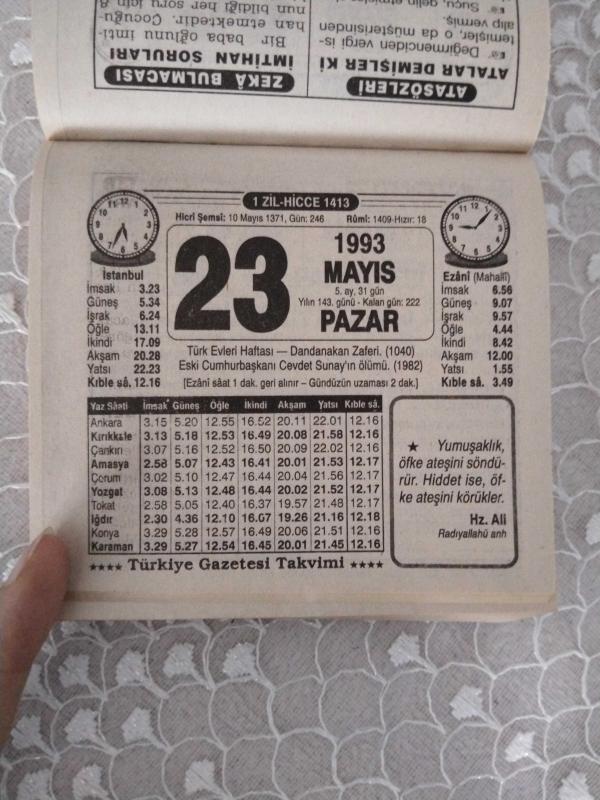 Bir baba oğlunu imti-
han etmektedir. Çocuğu-
nun bildiği her soru için 8
İMTİHAN SORULARI
ZEKÂ BULMACASI
Suçu, gelin etmişler
alıp vermiş.
temişler, o da müşterisinden
Değirmenciden vergi is-
ATALAR DEMİŞLER Kİ
ATASÖZLERİ
1 ZİL-HİCCE 1413
Hicrî Şemsî: 10 Mayıs 1371, Gün: 246 Rûmî: 1409-Hızır: 18
23
1993
MAYIS
5. ay, 31 gün
Yılın 143. günü - Kalan gün: 222
PAZAR
İstanbul
İmsak 3.23
Güneş 5.34
İşrak 6.24
Öğle 13.11
İkindi 17.09
Akşam 20.28
Yatsı 22.23
Kıble sâ. 12.16
Ezânî (Mahallî)
İmsak 6.56
Güneş 9.07
İşrak 9.57
Öğle 4.44
İkindi 8.42
Akşam 12.00
Yatsı 1.55
Kıble sâ. 3.49
Türk Evleri Haftası — Dandanakan Zaferi. (1040)
Eski Cumhurbaşkanı Cevdet Sunay'ın ölümü. (1982)
[Ezânî sâat 1 dak. geri alınır – Gündüzün uzaması 2 dak.]
Yaz Sâati İmsak Güneş Öğle İkindi Akşam Yatsı Kıble sâ.
Ankara 3.15 5.20 12.55 16.52 20.11 22.01 12.16
Kırıkkale 3.13 5.18 12.53 16.49 20.08 21.58 12.16
Çankırı 3.07 5.16 12.52 16.50 20.09 22.02 12.16
Amasya 2.58 5.07 12.43 16.41 20.01 21.53 12.17
Çorum 3.02 5.10 12.47 16.44 20.04 21.56 12.17
Yozgat 3.08 5.13 12.48 16.44 20.02 21.52 12.17
Tokat 2.58 5.05 12.40 16.37 19.57 21.48 12.17
Iğdır 2.30 4.36 12.10 16.07 19.26 21.16 12.18
Konya 3.29 5.28 12.57 16.49 20.06 21.51 12.16
Karaman 3.29 5.27 12.54 16.45 20.01 21.45 12.16
★ Yumuşaklık,
öfke ateşini söndü-
rür. Hiddet ise, öf-
ke ateşini körükler.
Hz. Ali
Radıyallahü anh
★★★★ Türkiye Gazetesi Takvimi ★★★★